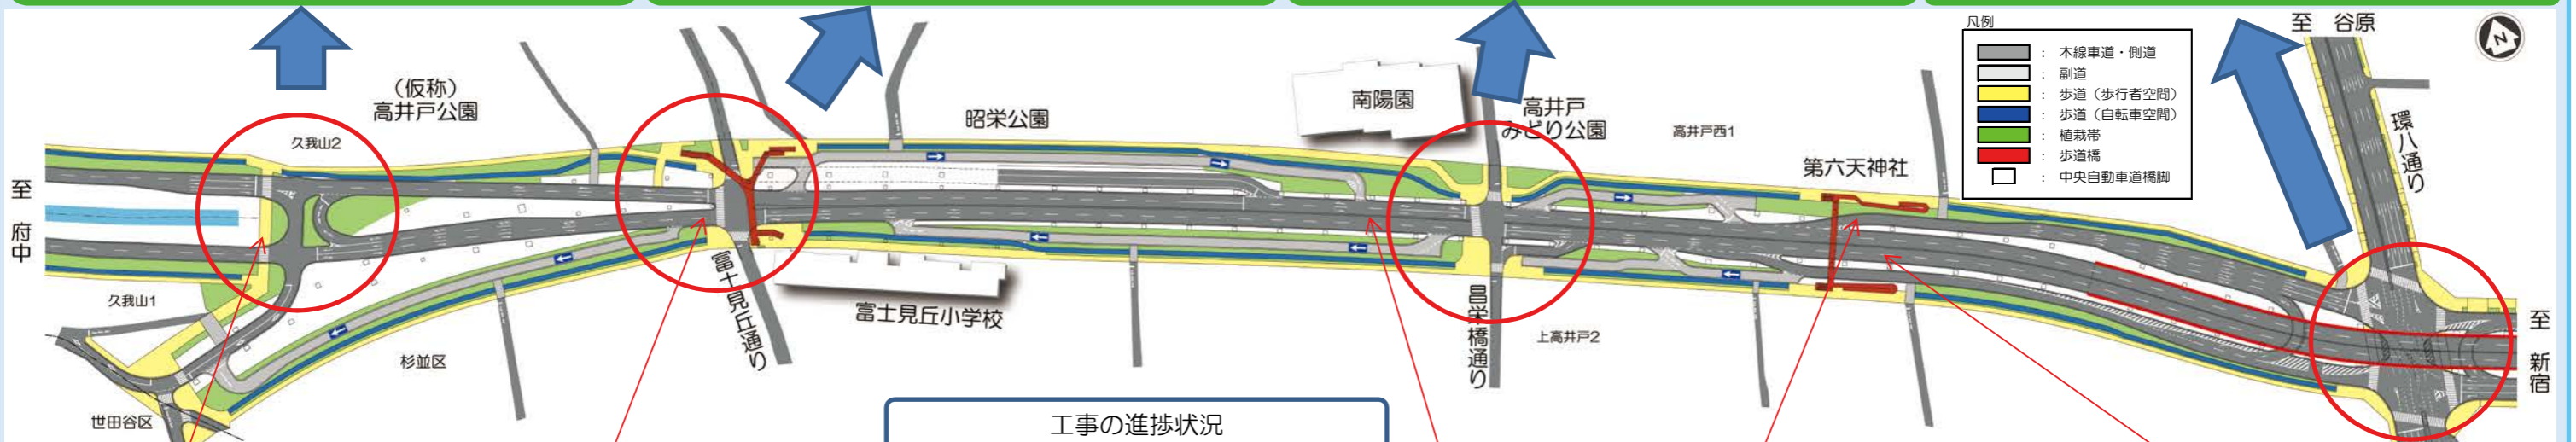 凡例
本線車道・側道
： 副道
： 歩道（歩行者空間）
： 歩道（自転車空間）
： 植栽帯
： 歩道橋
： 中央自動車道橋脚
至 谷原
N
環八通り
（仮称）
高井戸公園
久我山2
昭栄公園
南陽園
高井戸
みどり公園
高井戸西1
第六天神社
至 府中
久我山1
杉並区
世田谷区
富士見丘通り
富士見丘小学校
昌栄橋通り
上高井戸2
至 新宿
工事の進捗状況